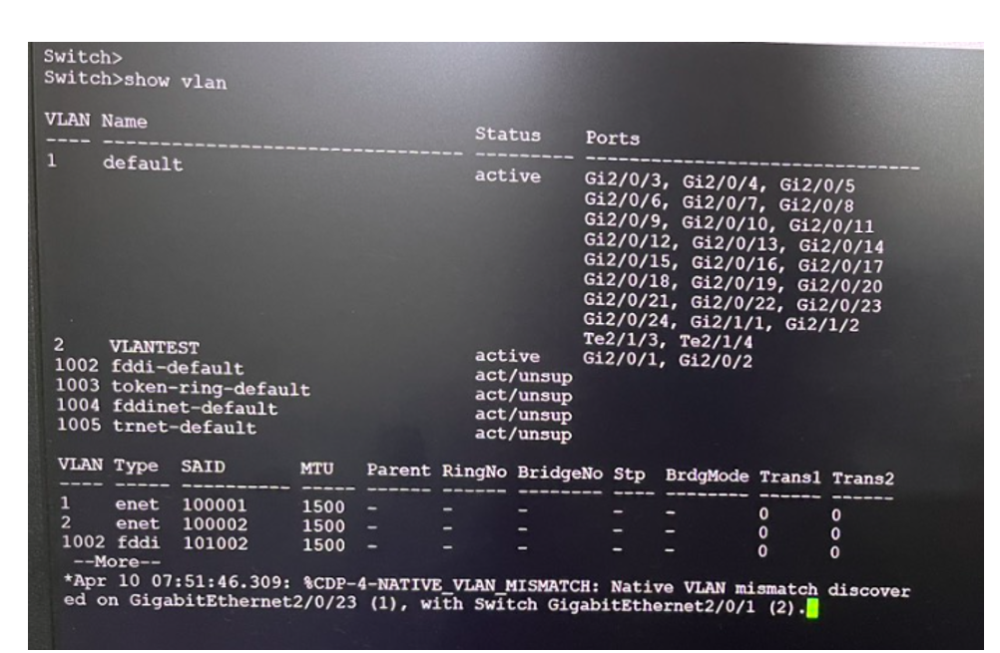 Switch>
Switch>show vlan
VLAN Name Status Ports
---- -------------------------------- --------- -------------------------------
1 default active Gi2/0/3, Gi2/0/4, Gi2/0/5
Gi2/0/6, Gi2/0/7, Gi2/0/8
Gi2/0/9, Gi2/0/10, Gi2/0/11
Gi2/0/12, Gi2/0/13, Gi2/0/14
Gi2/0/15, Gi2/0/16, Gi2/0/17
Gi2/0/18, Gi2/0/19, Gi2/0/20
Gi2/0/21, Gi2/0/22, Gi2/0/23
Gi2/0/24, Gi2/1/1, Gi2/1/2
Te2/1/3, Te2/1/4
2 VLANTEST active Gi2/0/1, Gi2/0/2
1002 fddi-default act/unsup
1003 token-ring-default act/unsup
1004 fddinet-default act/unsup
1005 trnet-default act/unsup
VLAN Type SAID MTU Parent RingNo BridgeNo Stp BrdgMode Trans1 Trans2
---- ----- ---------- ----- ------ ------ -------- ---- -------- ------ ------
1 enet 100001 1500 - - - - - 0 0
2 enet 100002 1500 - - - - - 0 0
1002 fddi 101002 1500 - - - - - 0 0
--More--
*Apr 10 07:51:46.309: %CDP-4-NATIVE_VLAN_MISMATCH: Native VLAN mismatch discover
ed on GigabitEthernet2/0/23 (1), with Switch GigabitEthernet2/0/1 (2).